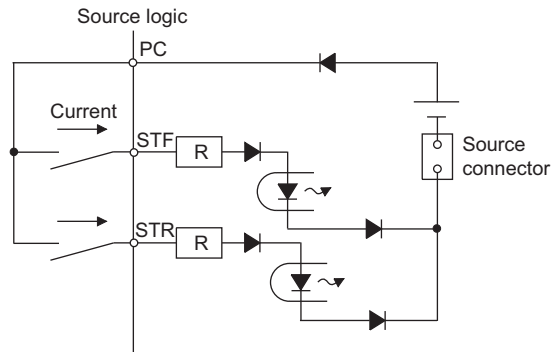 Source logic
PC
Current
STF
R
Source
connector
STR
R